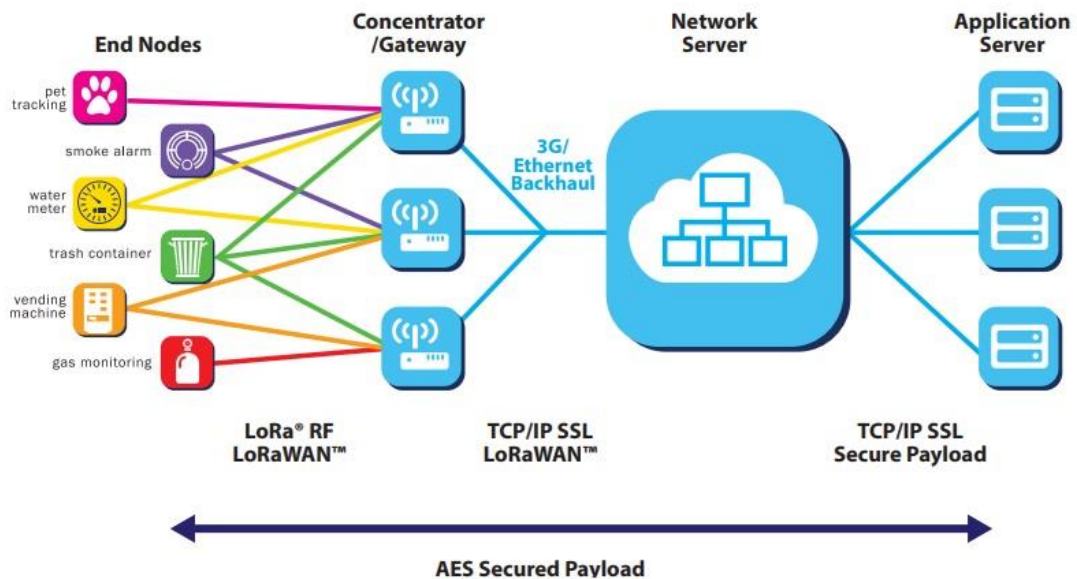 End Nodes
Concentrator
/Gateway
Network
Server
Application
Server
pet
tracking
smoke alarm
water
meter
trash container
vending
machine
gas monitoring
3G/
Ethernet
Backhaul
LoRa® RF
LoRaWAN™
TCP/IP SSL
LoRaWAN™
TCP/IP SSL
Secure Payload
AES Secured Payload